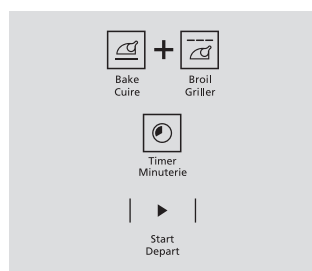 Bake Broil
Cuire Griller
Timer
Minuterie
Start
Depart